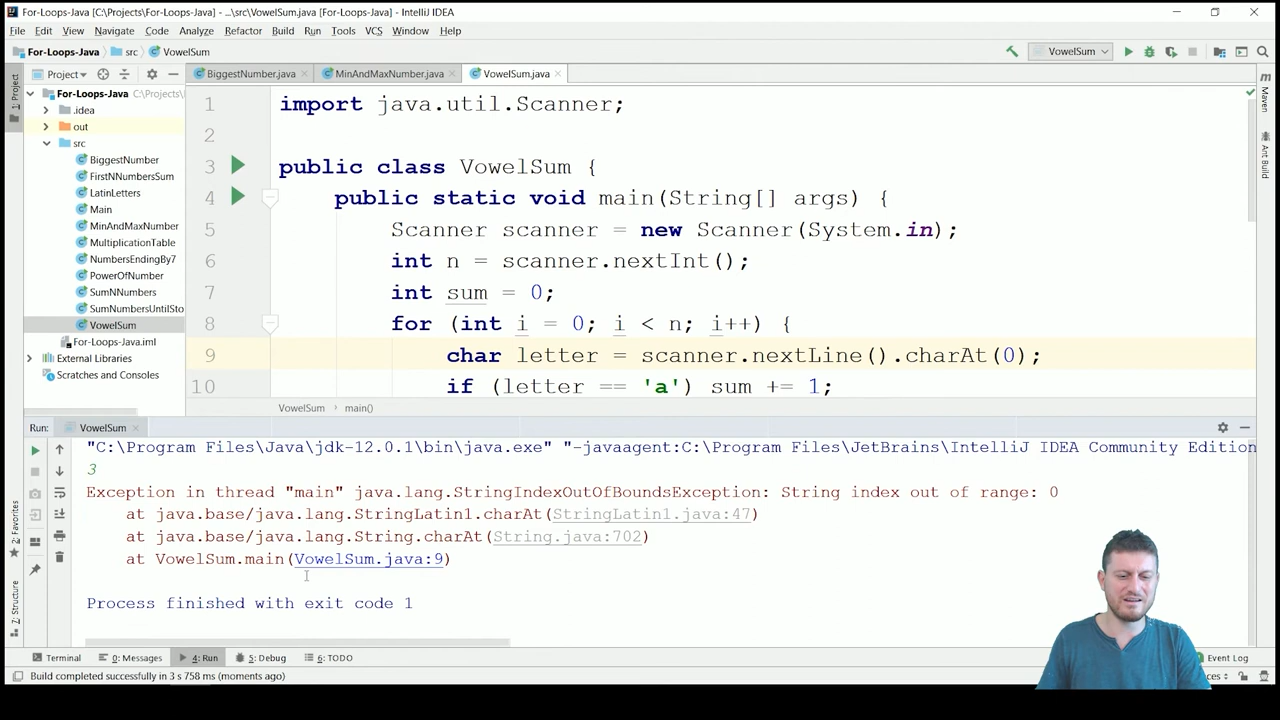 For-Loops-Java [C:\Projects\For-Loops-Java] - ...\src\VowelSum.java [For-Loops-Java] - IntelliJ IDEA
File Edit View Navigate Code Analyze Refactor Build Run Tools VCS Window Help
For-Loops-Java src VowelSum VowelSum
Project BiggestNumber.java MinAndMaxNumber.java VowelSum.java
1: Project
Maven
Ant Build
For-Loops-Java C:\Projects\
.idea
out
src
BiggestNumber
FirstNNumbersSum
LatinLetters
Main
MinAndMaxNumber
MultiplicationTable
NumbersEndingBy7
PowerOfNumber
SumNNumbers
SumNumbersUntilSto
VowelSum
For-Loops-Java.iml
External Libraries
Scratches and Consoles
1 import java.util.Scanner;
2
3 public class VowelSum {
4 public static void main(String[] args) {
5 Scanner scanner = new Scanner(System.in);
6 int n = scanner.nextInt();
7 int sum = 0;
8 for (int i = 0; i < n; i++) {
9 char letter = scanner.nextLine().charAt(0);
10 if (letter == 'a') sum += 1;
VowelSum main()
Run: VowelSum
"C:\Program Files\Java\jdk-12.0.1\bin\java.exe" "-javaagent:C:\Program Files\JetBrains\IntelliJ IDEA Community Edition
3
Exception in thread "main" java.lang.StringIndexOutOfBoundsException: String index out of range: 0
at java.base/java.lang.StringLatin1.charAt(StringLatin1.java:47)
at java.base/java.lang.String.charAt(String.java:702)
at VowelSum.main(VowelSum.java:9)
Process finished with exit code 1
2: Favorites
Z: Structure
Terminal 0: Messages 4: Run 5: Debug 6: TODO Event Log
Build completed successfully in 3 s 758 ms (moments ago)